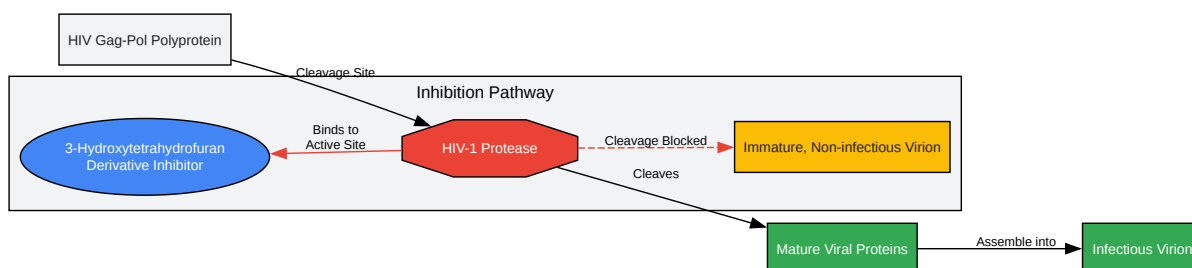 HIV Gag-Pol Polyprotein
Cleavage Site
Inhibition Pathway
3-Hydroxytetrahydrofuran
Derivative Inhibitor
Binds to
Active Site
HIV-1 Protease
Cleavage Blocked
Immature, Non-infectious Virion
Cleaves
Mature Viral Proteins
Assemble into
Infectious Virion